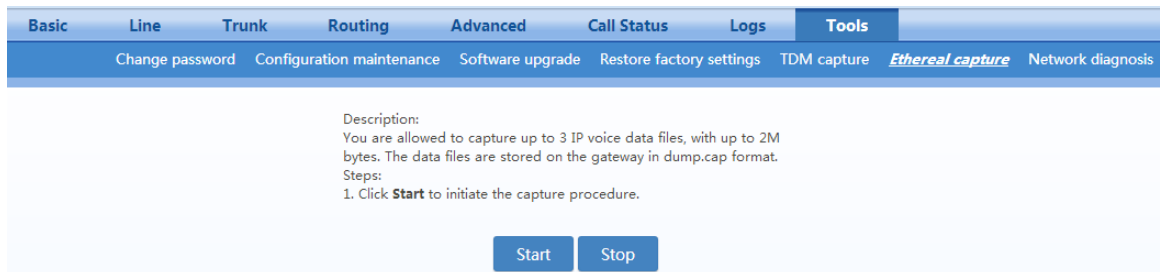 Basic Line Trunk Routing Advanced Call Status Logs Tools
Change password Configuration maintenance Software upgrade Restore factory settings TDM capture Ethereal capture Network diagnosis
Description:
You are allowed to capture up to 3 IP voice data files, with up to 2M
bytes. The data files are stored on the gateway in dump.cap format.
Steps:
1. Click Start to initiate the capture procedure.
Start Stop